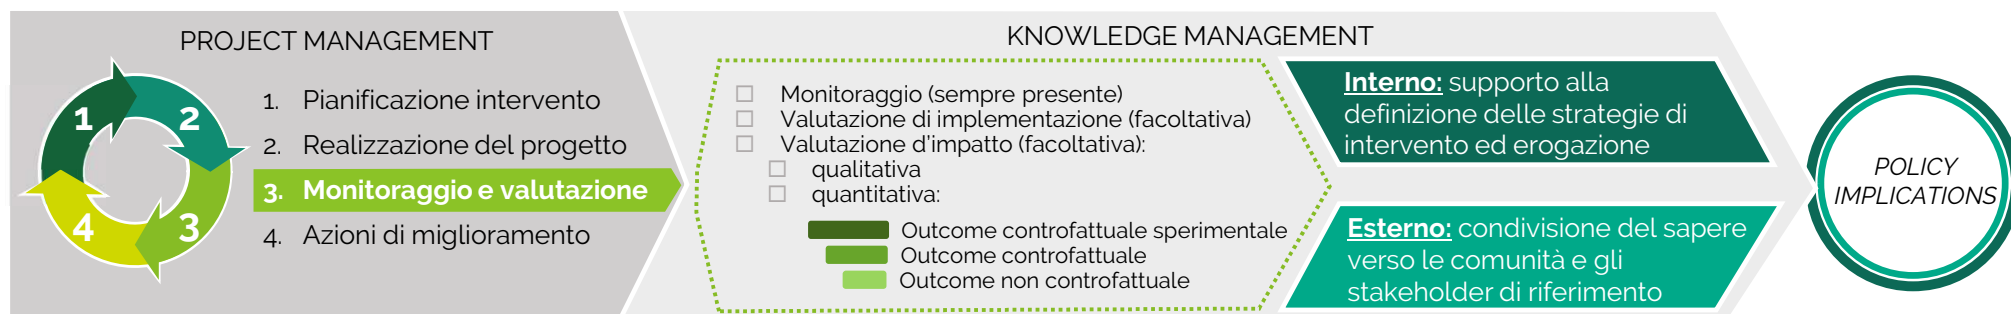 PROJECT MANAGEMENT
1
2
3
4
1. Pianificazione intervento
2. Realizzazione del progetto
3. Monitoraggio e valutazione
4. Azioni di miglioramento
KNOWLEDGE MANAGEMENT
Monitoraggio (sempre presente)
Valutazione di implementazione (facoltativa)
Valutazione d'impatto (facoltativa):
qualitativa
quantitativa:
Outcome controfattuale sperimentale
Outcome controfattuale
Outcome non controfattuale
Interno: supporto alla
definizione delle strategie di
intervento ed erogazione
Esterno: condivisione del sapere
verso le comunità e gli
stakeholder di riferimento
POLICY
IMPLICATIONS